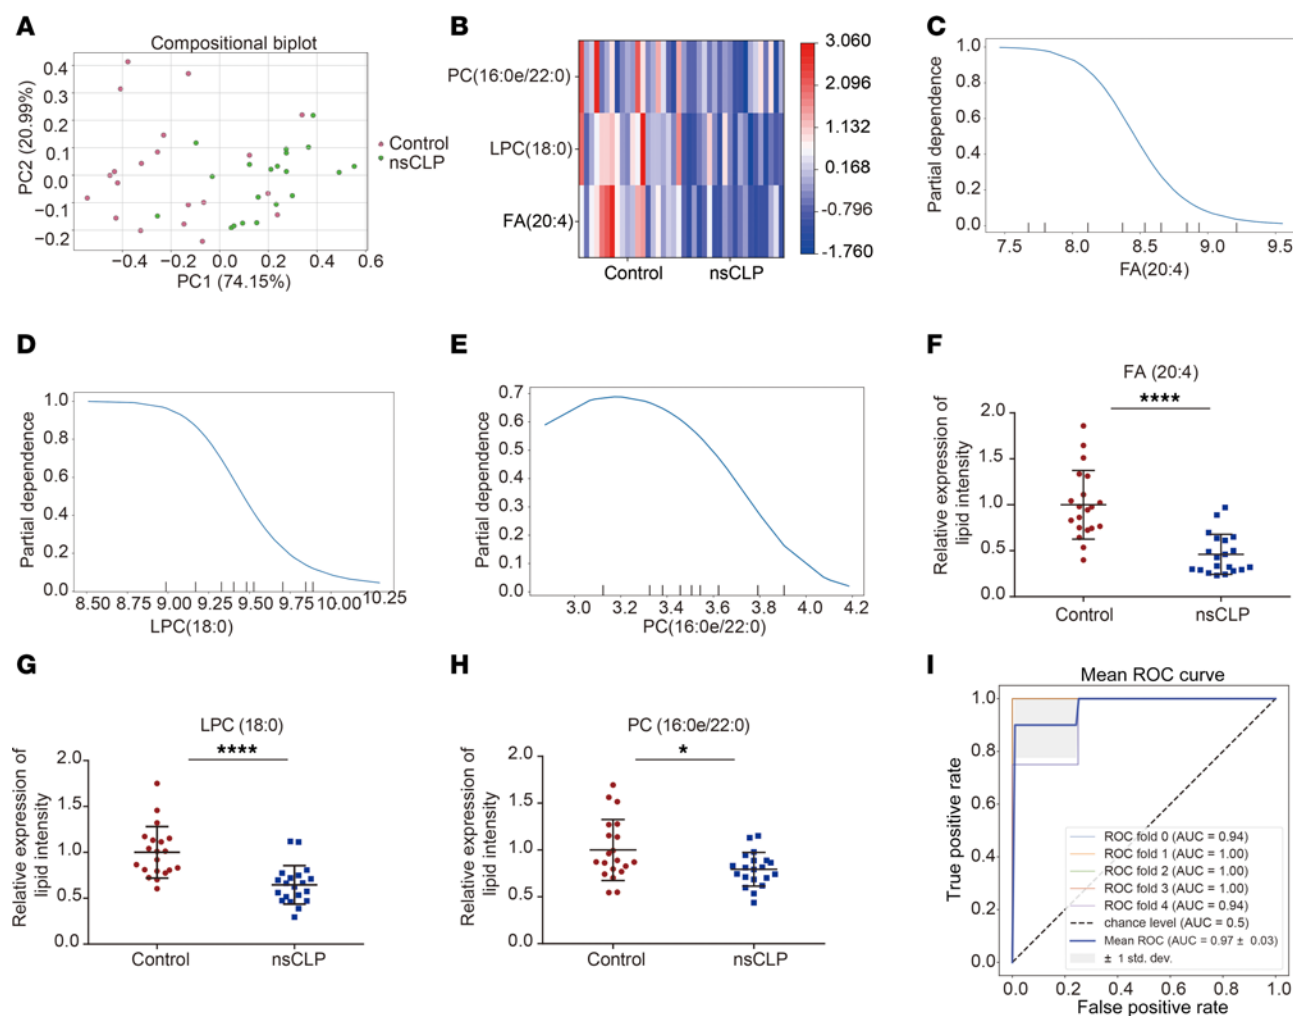 A
Compositional biplot
PC2 (20.99%)
0.4
0.3
0.2
0.1
0.0
−0.1
−0.2
−0.4
−0.2
0.0
0.2
0.4
0.6
PC1 (74.15%)
Control
nsCLP
B
PC(16:0e/22:0)
LPC(18:0)
FA(20:4)
Control
nsCLP
3.060
2.096
1.132
0.168
-0.796
-1.760
C
Partial dependence
1.0
0.8
0.6
0.4
0.2
0.0
7.5
8.0
8.5
9.0
9.5
FA(20:4)
D
Partial dependence
1.0
0.8
0.6
0.4
0.2
0.0
8.50
8.75
9.00
9.25
9.50
9.75
10.00
10.25
LPC(18:0)
E
Partial dependence
0.7
0.6
0.5
0.4
0.3
0.2
0.1
0.0
3.0
3.2
3.4
3.6
3.8
4.0
4.2
PC(16:0e/22:0)
F
FA (20:4)
****
Relative expression of
lipid intensity
2.0
1.5
1.0
0.5
0.0
Control
nsCLP
G
LPC (18:0)
****
Relative expression of
lipid intensity
2.0
1.5
1.0
0.5
0.0
Control
nsCLP
H
PC (16:0e/22:0)
*
Relative expression of
lipid intensity
2.0
1.5
1.0
0.5
0.0
Control
nsCLP
I
Mean ROC curve
True positive rate
1.0
0.8
0.6
0.4
0.2
0.0
ROC fold 0 (AUC = 0.94)
ROC fold 1 (AUC = 1.00)
ROC fold 2 (AUC = 1.00)
ROC fold 3 (AUC = 1.00)
ROC fold 4 (AUC = 0.94)
chance level (AUC = 0.5)
Mean ROC (AUC = 0.97 ± 0.03)
± 1 std. dev.
0.0
0.2
0.4
0.6
0.8
1.0
False positive rate